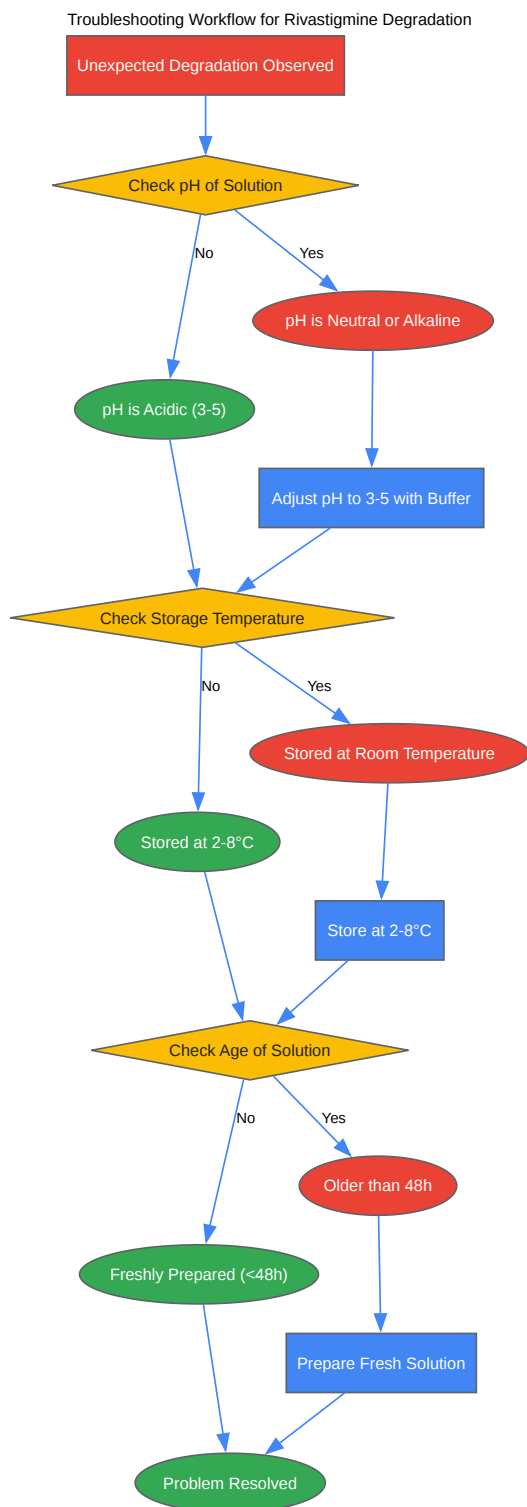 Troubleshooting Workflow for Rivastigmine Degradation
Unexpected Degradation Observed
Check pH of Solution
No
Yes
pH is Neutral or Alkaline
pH is Acidic (3-5)
Adjust pH to 3-5 with Buffer
Check Storage Temperature
No
Yes
Stored at Room Temperature
Stored at 2-8°C
Store at 2-8°C
Check Age of Solution
No
Yes
Older than 48h
Freshly Prepared (<48h)
Prepare Fresh Solution
Problem Resolved